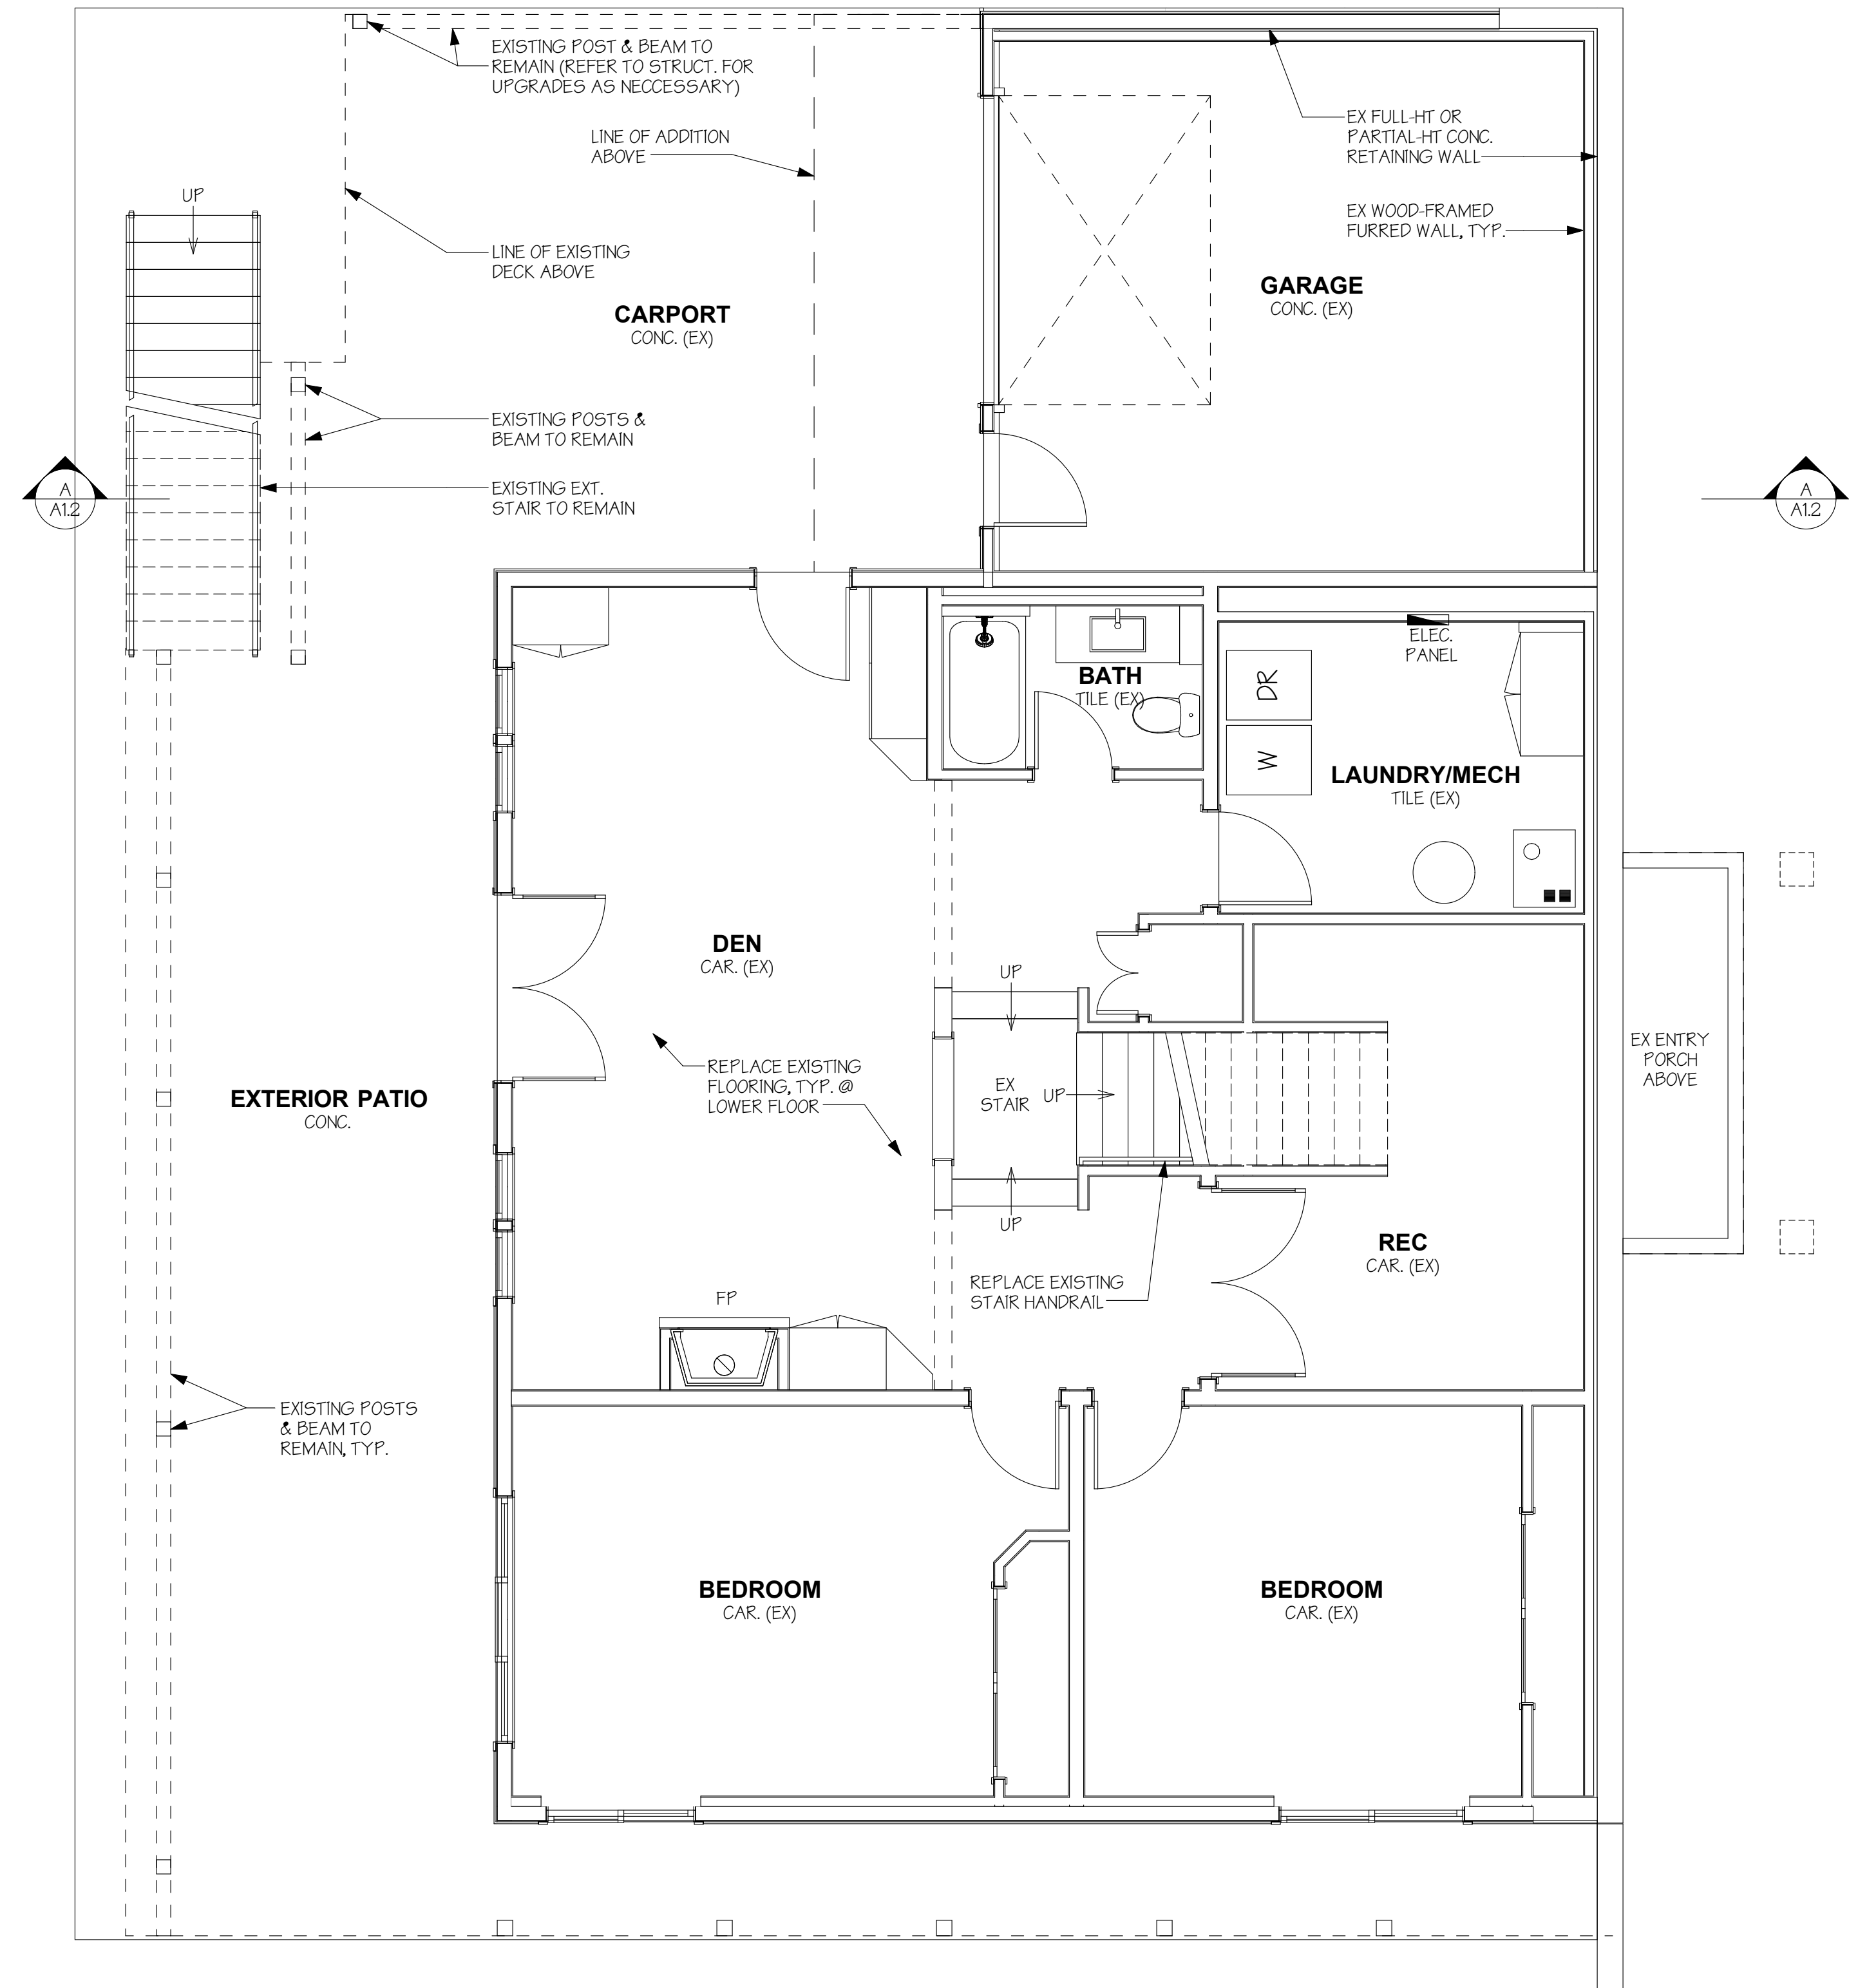 EXISTING POST & BEAM TO
REMAIN (REFER TO STRUCT. FOR
UPGRADES AS NECCESSARY)
LINE OF ADDITION
ABOVE
EX FULL-HT OR
PARTIAL-HT CONC.
RETAINING WALL
EX WOOD-FRAMED
FURRED WALL, TYP.
UP
LINE OF EXISTING
DECK ABOVE
CARPORT
CONC. (EX)
GARAGE
CONC. (EX)
EXISTING POSTS &
BEAM TO REMAIN
EXISTING EXT.
STAIR TO REMAIN
A
A1.2
A
A1.2
ELEC.
PANEL
BATH
TILE (EX)
DR
W
LAUNDRY/MECH
TILE (EX)
DEN
CAR. (EX)
UP
REPLACE EXISTING
FLOORING, TYP. @
LOWER FLOOR
EX
STAIR
UP
EX ENTRY
PORCH
ABOVE
EXTERIOR PATIO
CONC.
UP
REC
CAR. (EX)
REPLACE EXISTING
STAIR HANDRAIL
FP
EXISTING POSTS
& BEAM TO
REMAIN, TYP.
BEDROOM
CAR. (EX)
BEDROOM
CAR. (EX)